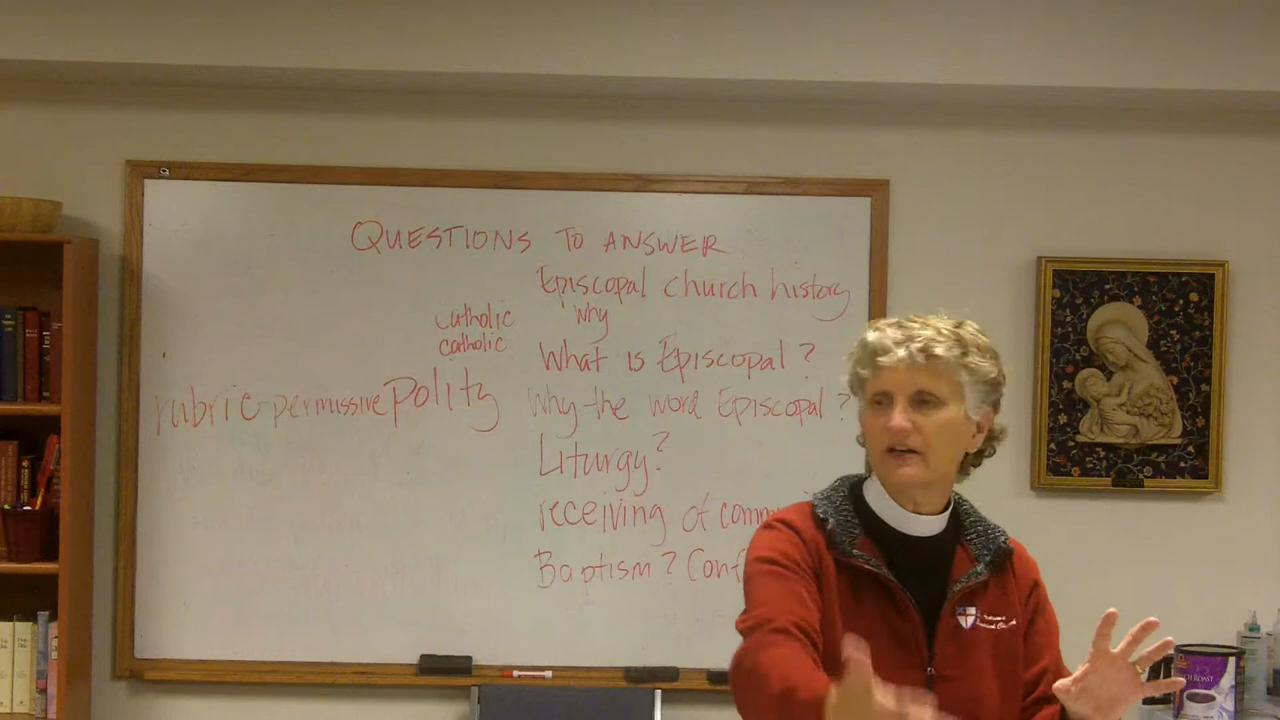 QUESTIONS TO ANSWER
Episcopal church history
Catholic
why
catholic
What is Episcopal?
rubric-permissive Polity
Why the word Episcopal?
Liturgy?
receiving of comm
Baptism? Conf
ROAST